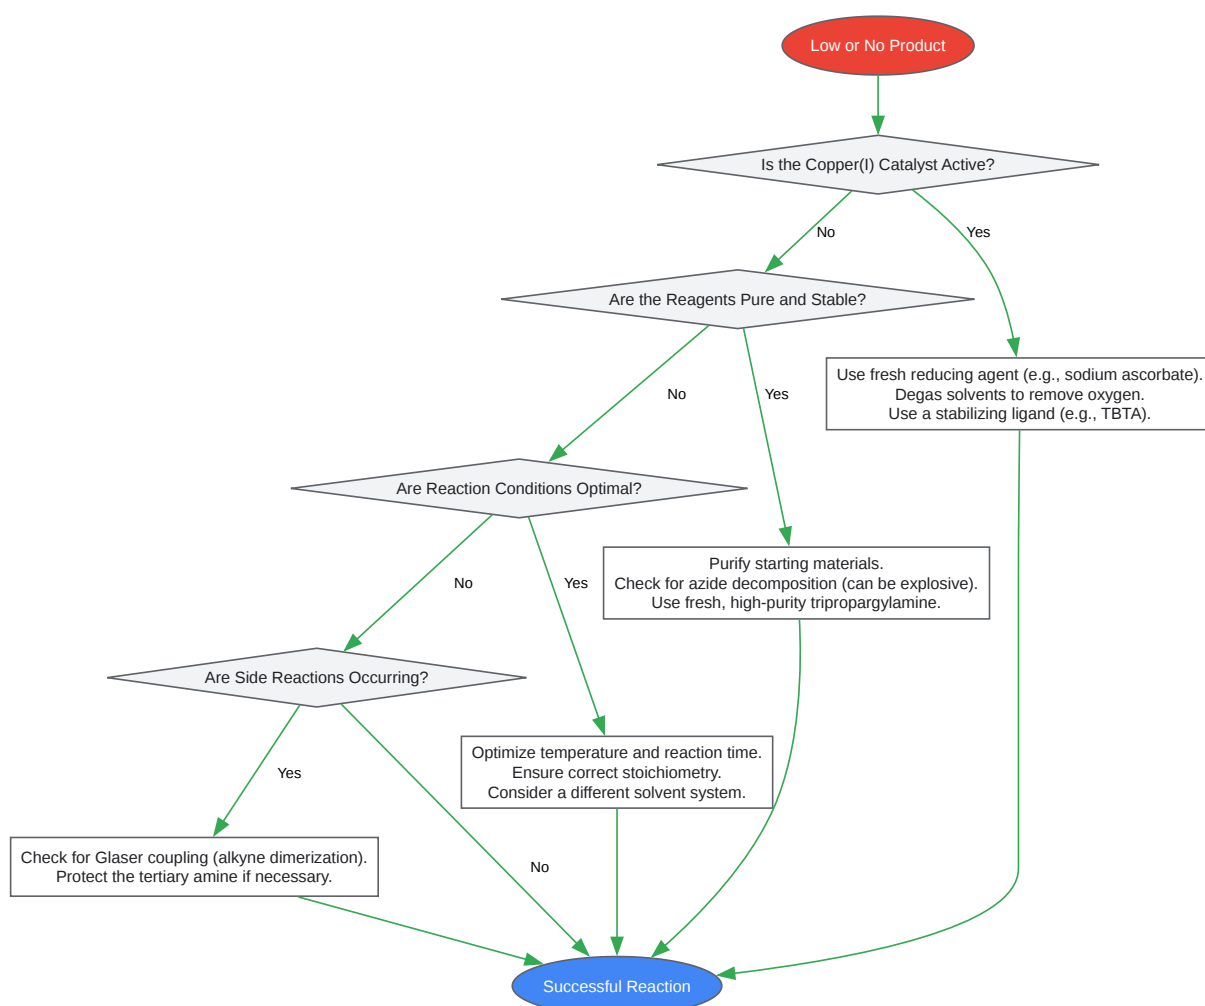 Low or No Product
Is the Copper(I) Catalyst Active?
No
Yes
Are the Reagents Pure and Stable?
Use fresh reducing agent (e.g., sodium ascorbate).
Degas solvents to remove oxygen.
Use a stabilizing ligand (e.g., TBTA).
No
Yes
Are Reaction Conditions Optimal?
Purify starting materials.
Check for azide decomposition (can be explosive).
Use fresh, high-purity tripropargylamine.
No
Yes
Are Side Reactions Occurring?
Optimize temperature and reaction time.
Ensure correct stoichiometry.
Consider a different solvent system.
Yes
No
Check for Glaser coupling (alkyne dimerization).
Protect the tertiary amine if necessary.
Successful Reaction